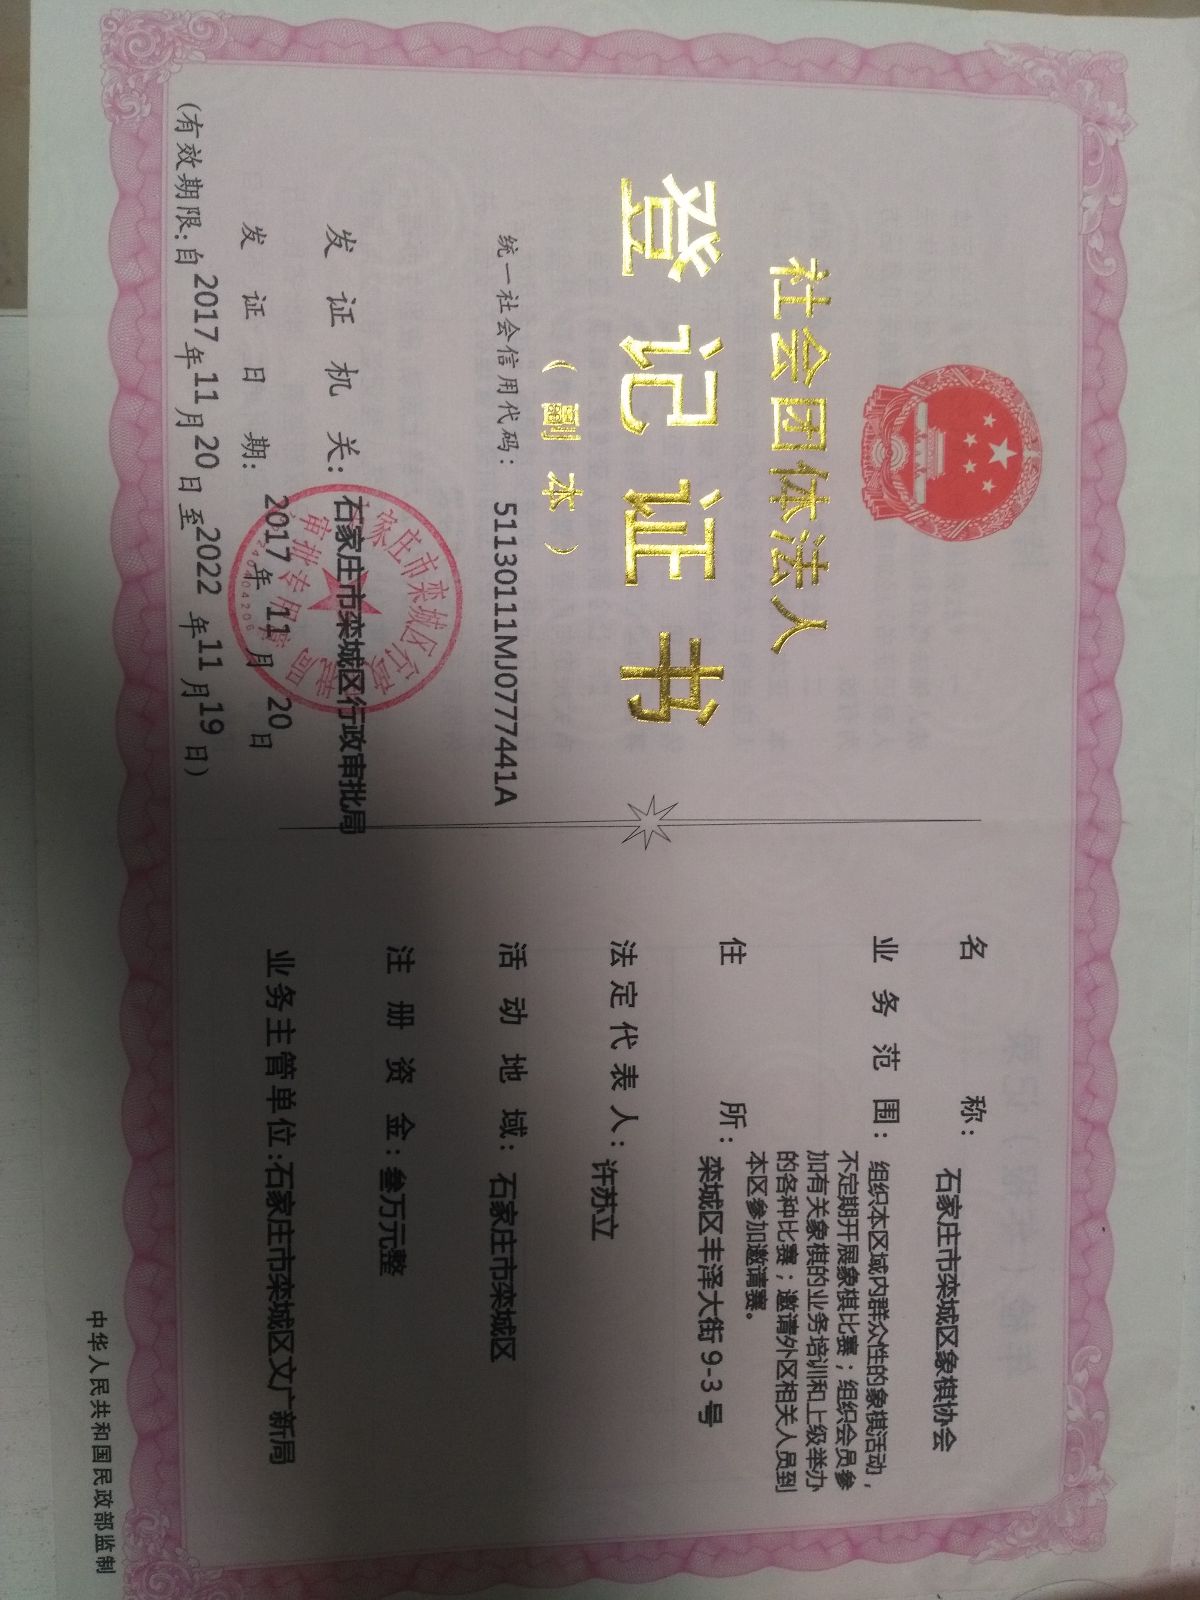 社会团体法人
登记证书
（副本）
统一社会信用代码：51130111MJ0777441A
发证机关：石家庄市栾城区行政审批局
发证日期：2017年11月20日
（有效期限：自2017年11月20日至2022年11月19日）
名称：石家庄市栾城区象棋协会
业务范围：组织本区域内群众性的象棋活动，
不定期开展象棋比赛；组织会员参
加有关象棋的业务培训和上级举办
的各种比赛；邀请外区相关人员到
本区参加邀请赛。
住所：栾城区丰泽大街9-3号
法定代表人：许苏立
活动地域：石家庄市栾城区
注册资金：叁万元整
业务主管单位：石家庄市栾城区文广新局
中华人民共和国民政部监制